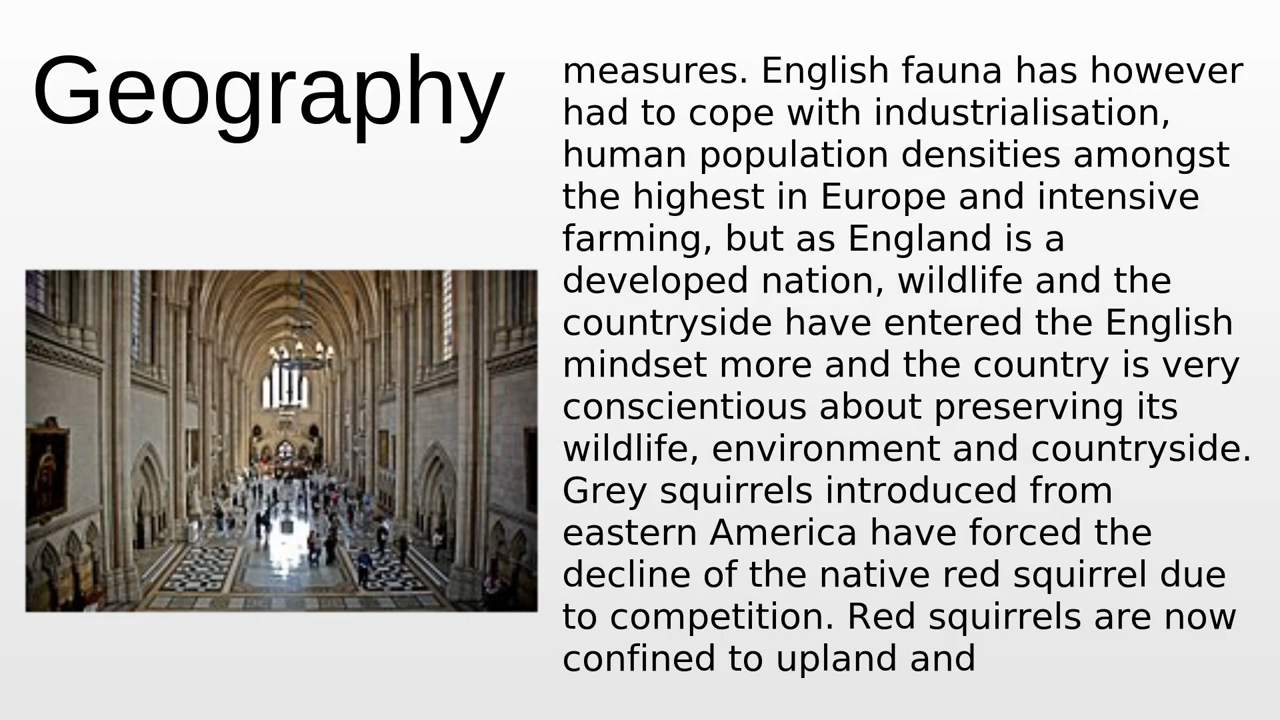 Geography
measures. English fauna has however
had to cope with industrialisation,
human population densities amongst
the highest in Europe and intensive
farming, but as England is a
developed nation, wildlife and the
countryside have entered the English
mindset more and the country is very
conscientious about preserving its
wildlife, environment and countryside.
Grey squirrels introduced from
eastern America have forced the
decline of the native red squirrel due
to competition. Red squirrels are now
confined to upland and